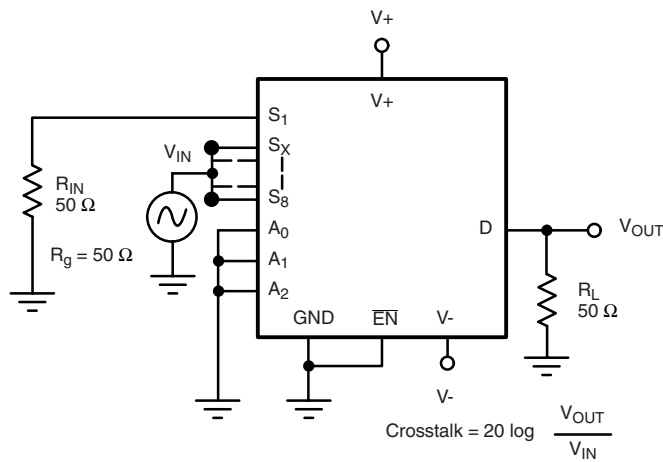 V+
V+
S1
SX
VIN
S8
RIN
50 Ω
Rg = 50 Ω
A0
A1
A2
D
VOUT
RL
50 Ω
GND
EN
V-
V-
Crosstalk = 20 log VOUT
VIN